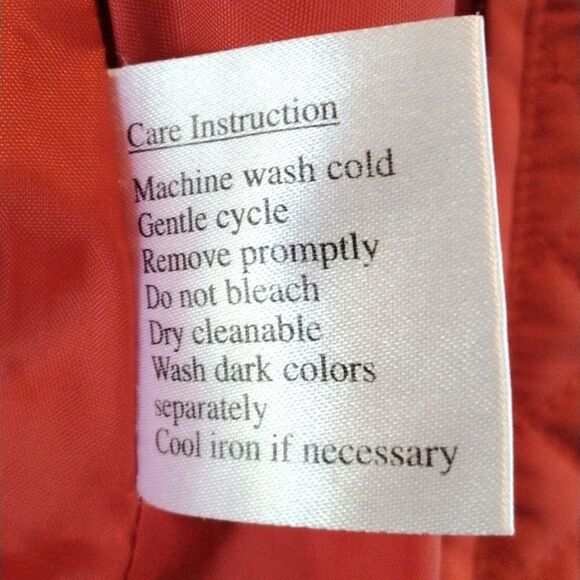 Care Instruction
Machine wash cold
Gentle cycle
Remove promptly
Do not bleach
Dry cleanable
Wash dark colors
separately
Cool iron if necessary